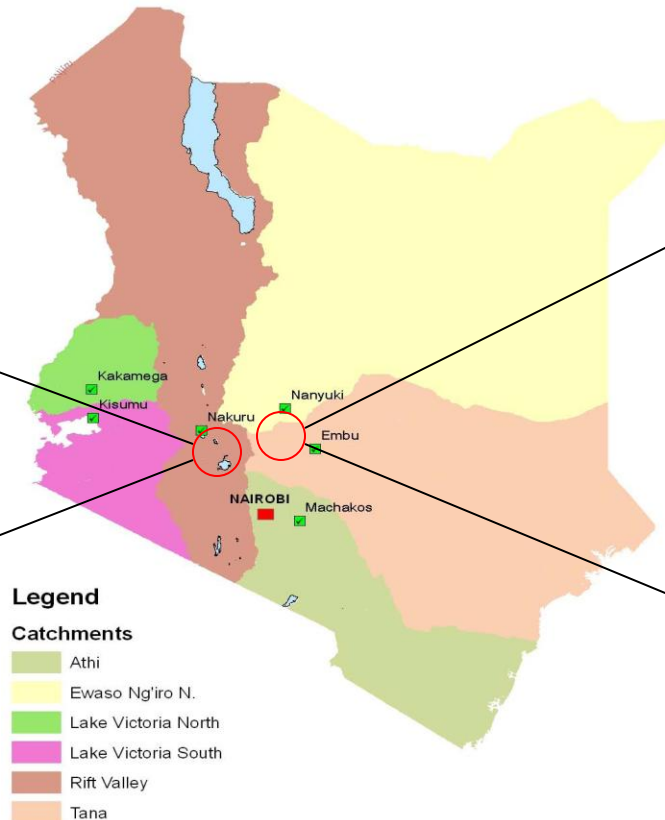 Kakamega
Kisumu
Nanyuki
Nakuru
Embu
NAIROBI
Machakos
Legend
Catchments
Athi
Ewaso Ng'iro N.
Lake Victoria North
Lake Victoria South
Rift Valley
Tana